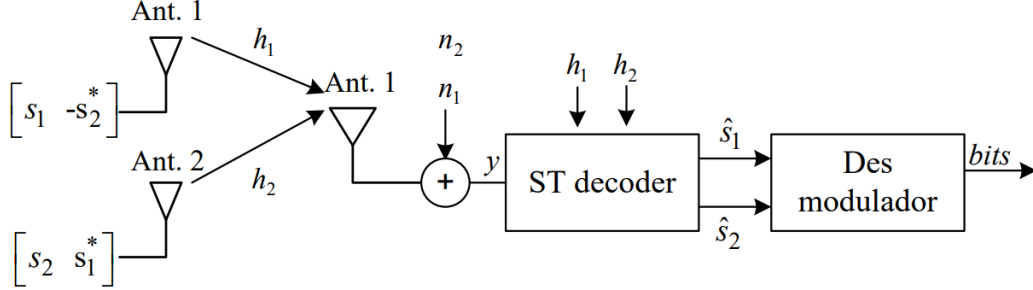 Ant. 1
h₁
[ s₁ -s₂* ]
Ant. 2
h₂
[ s₂ s₁* ]
Ant. 1
n₂
n₁
+
y
h₁ h₂
ST decoder
ŝ₁
ŝ₂
Des
modulador
bits